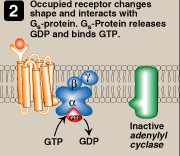 2 Occupied receptor changes
shape and interacts with
Gs-protein. Gs-Protein releases
GDP and binds GTP.
β γ
α
GTP
GTP GDP
Inactive
adenylyl
cyclase